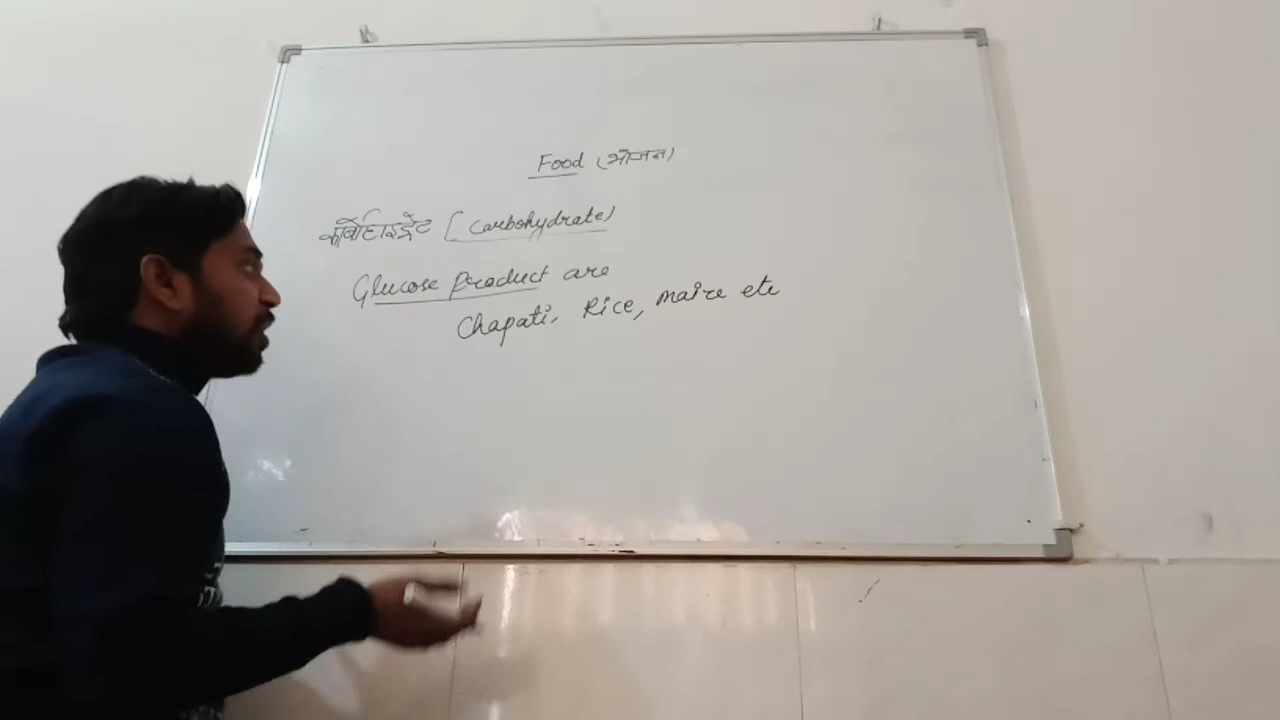 Food (भोजन)
कार्बोहाइड्रेट (Carbohydrate)
Glucose product are
Chapati, Rice, maize etc